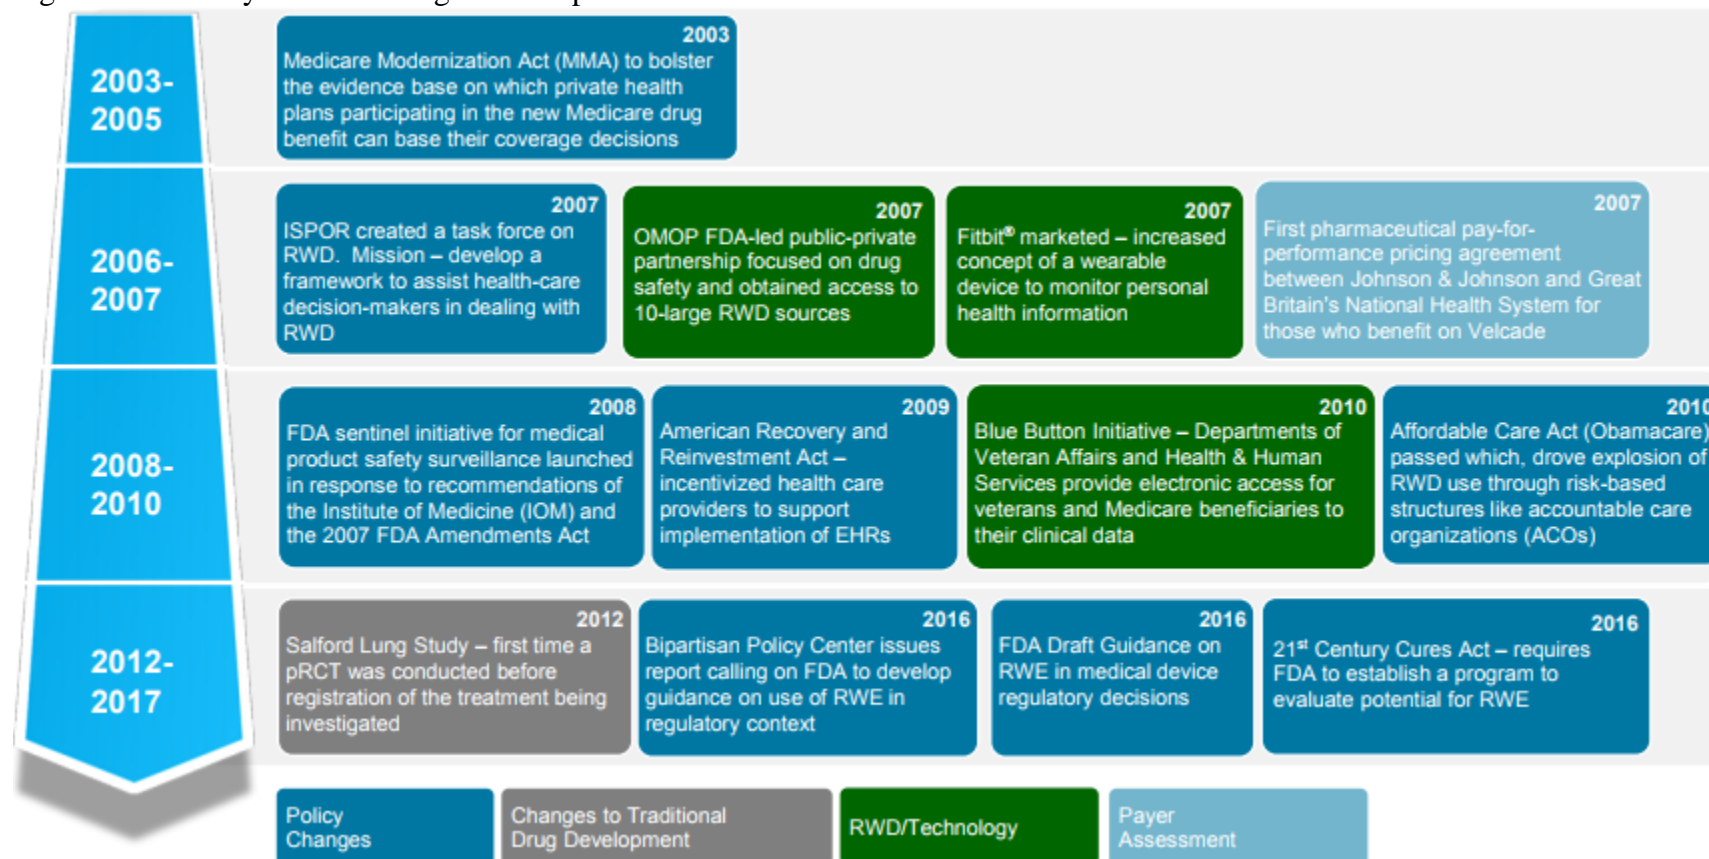 2003-
2005
2003
Medicare Modernization Act (MMA) to bolster
the evidence base on which private health
plans participating in the new Medicare drug
benefit can base their coverage decisions
2006-
2007
2007
ISPOR created a task force on
RWD. Mission – develop a
framework to assist health-care
decision-makers in dealing with
RWD
2007
OMOP FDA-led public-private
partnership focused on drug
safety and obtained access to
10-large RWD sources
2007
Fitbit® marketed – increased
concept of a wearable
device to monitor personal
health information
2007
First pharmaceutical pay-for-
performance pricing agreement
between Johnson & Johnson and Great
Britain's National Health System for
those who benefit on Velcade
2008-
2010
2008
FDA sentinel initiative for medical
product safety surveillance launched
in response to recommendations of
the Institute of Medicine (IOM) and
the 2007 FDA Amendments Act
2009
American Recovery and
Reinvestment Act –
incentivized health care
providers to support
implementation of EHRs
2010
Blue Button Initiative – Departments of
Veteran Affairs and Health & Human
Services provide electronic access for
veterans and Medicare beneficiaries to
their clinical data
2010
Affordable Care Act (Obamacare)
passed which, drove explosion of
RWD use through risk-based
structures like accountable care
organizations (ACOs)
2012-
2017
2012
Salford Lung Study – first time a
pRCT was conducted before
registration of the treatment being
investigated
2016
Bipartisan Policy Center issues
report calling on FDA to develop
guidance on use of RWE in
regulatory context
2016
FDA Draft Guidance on
RWE in medical device
regulatory decisions
2016
21st Century Cures Act – requires
FDA to establish a program to
evaluate potential for RWE
Policy
Changes
Changes to Traditional
Drug Development
RWD/Technology
Payer
Assessment